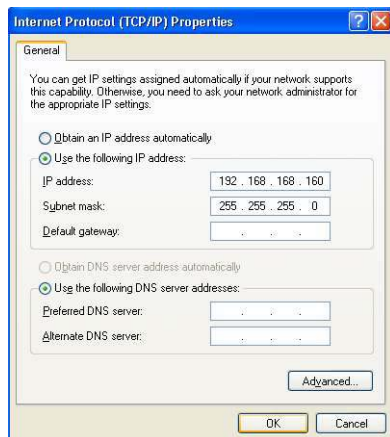 Internet Protocol (TCP/IP) Properties
General
You can get IP settings assigned automatically if your network supports
this capability. Otherwise, you need to ask your network administrator for
the appropriate IP settings.
Obtain an IP address automatically
Use the following IP address:
IP address: 192 . 168 . 168 . 160
Subnet mask: 255 . 255 . 255 . 0
Default gateway: . . .
Obtain DNS server address automatically
Use the following DNS server addresses:
Preferred DNS server: . . .
Alternate DNS server: . . .
Advanced...
OK Cancel